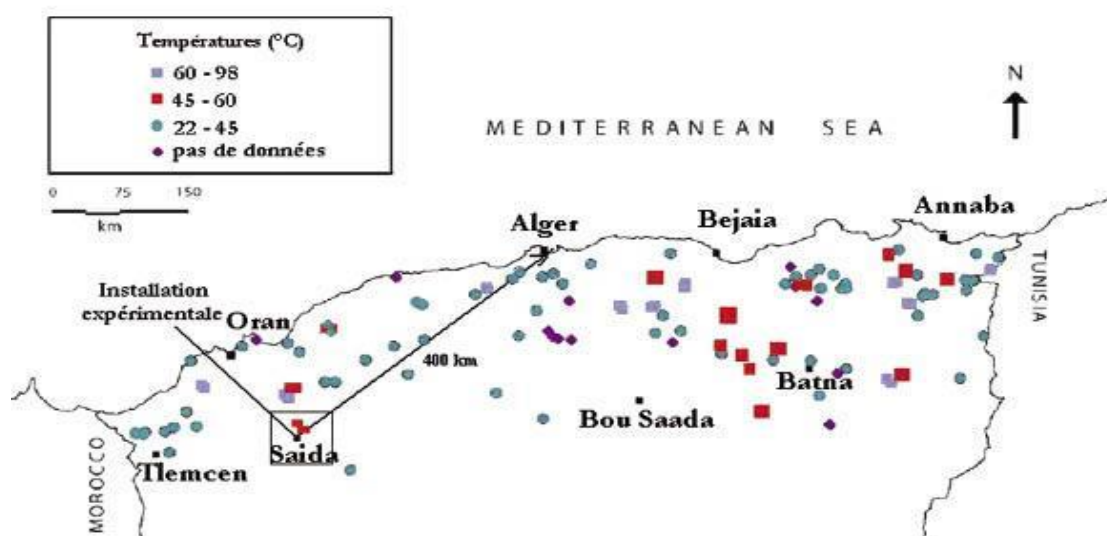 Températures (°C)
60 - 98
45 - 60
22 - 45
pas de données
0 75 150
km
N
MEDITERRANEAN SEA
Alger
Bejaia
Annaba
TUNISIA
Installation
expérimentale
Oran
400 km
Batna
Bou Saada
Saida
Tlemcen
MOROCCO